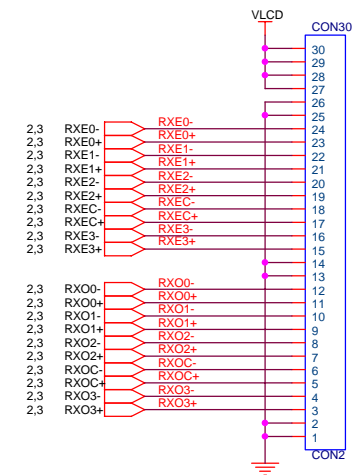 VLCD
CON30
30
29
28
27
26
25
2,3 RXE0- RXE0- 24
2,3 RXE0+ RXE0+ 23
2,3 RXE1- RXE1- 22
2,3 RXE1+ RXE1+ 21
2,3 RXE2- RXE2- 20
2,3 RXE2+ RXE2+ 19
2,3 RXEC- RXEC- 18
2,3 RXEC+ RXEC+ 17
2,3 RXE3- RXE3- 16
2,3 RXE3+ RXE3+ 15
14
13
2,3 RXO0- RXO0- 12
2,3 RXO0+ RXO0+ 11
2,3 RXO1- RXO1- 10
2,3 RXO1+ RXO1+ 9
2,3 RXO2- RXO2- 8
2,3 RXO2+ RXO2+ 7
2,3 RXOC- RXOC- 6
2,3 RXOC+ RXOC+ 5
2,3 RXO3- RXO3- 4
2,3 RXO3+ RXO3+ 3
2
1
CON2